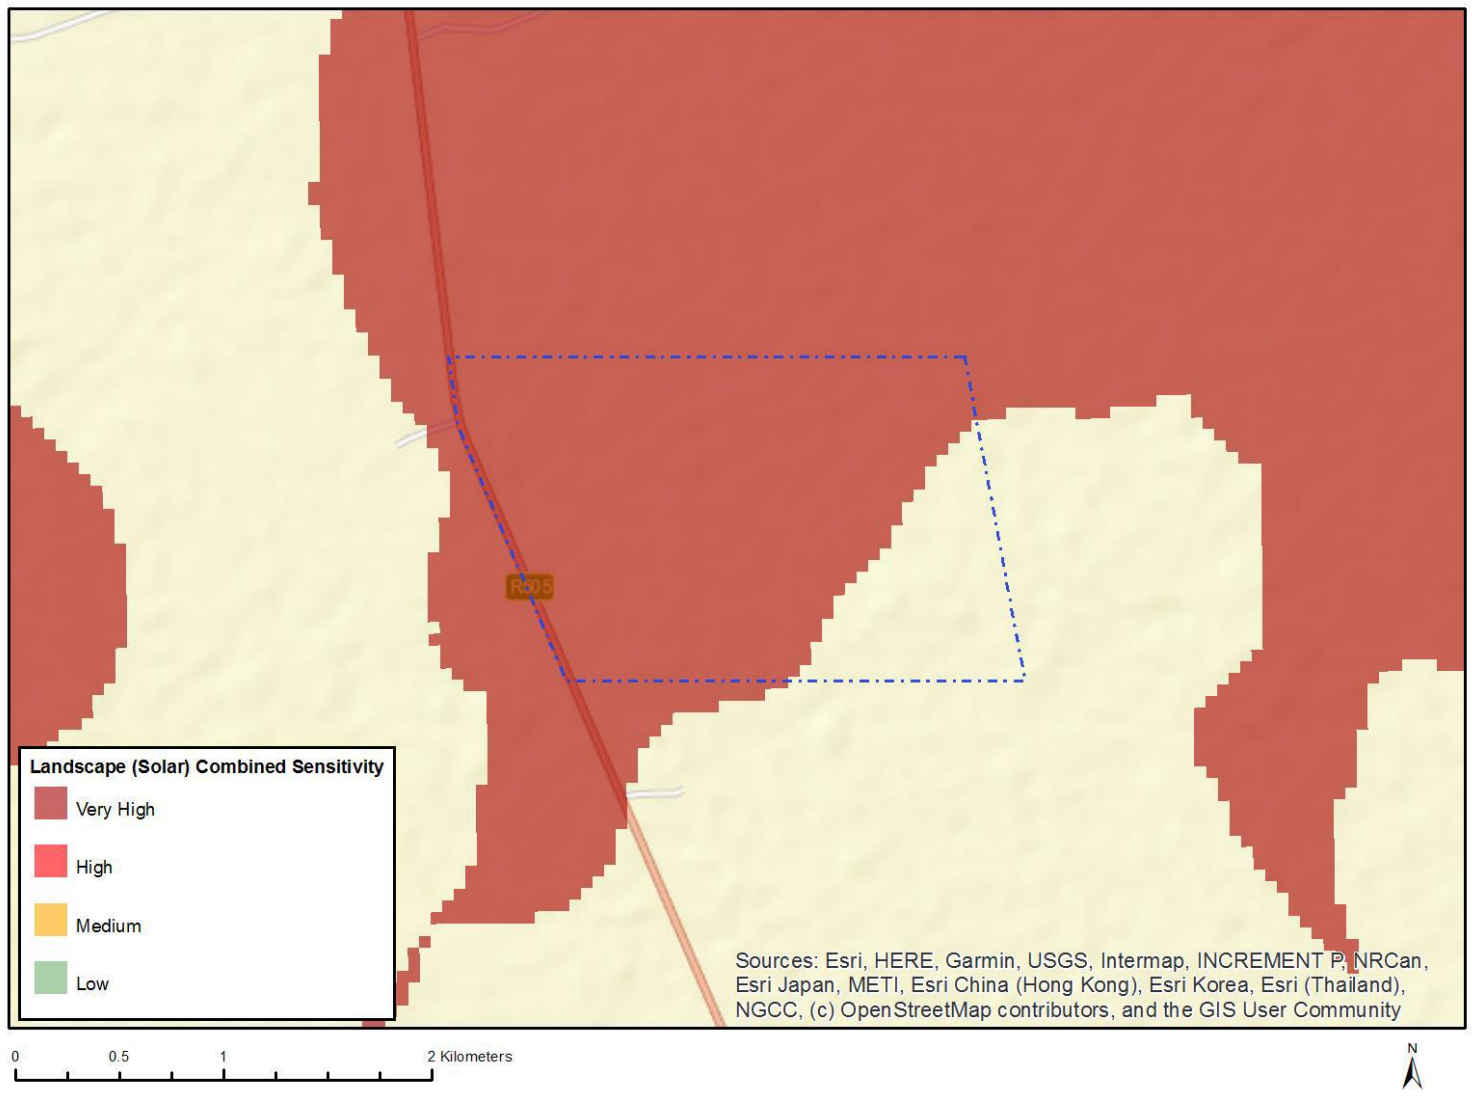 R505
Landscape (Solar) Combined Sensitivity
Very High
High
Medium
Low
Sources: Esri, HERE, Garmin, USGS, Intermap, INCREMENT P, NRCan,
Esri Japan, METI, Esri China (Hong Kong), Esri Korea, Esri (Thailand),
NGCC, (c) OpenStreetMap contributors, and the GIS User Community
0 0.5 1 2 Kilometers
N